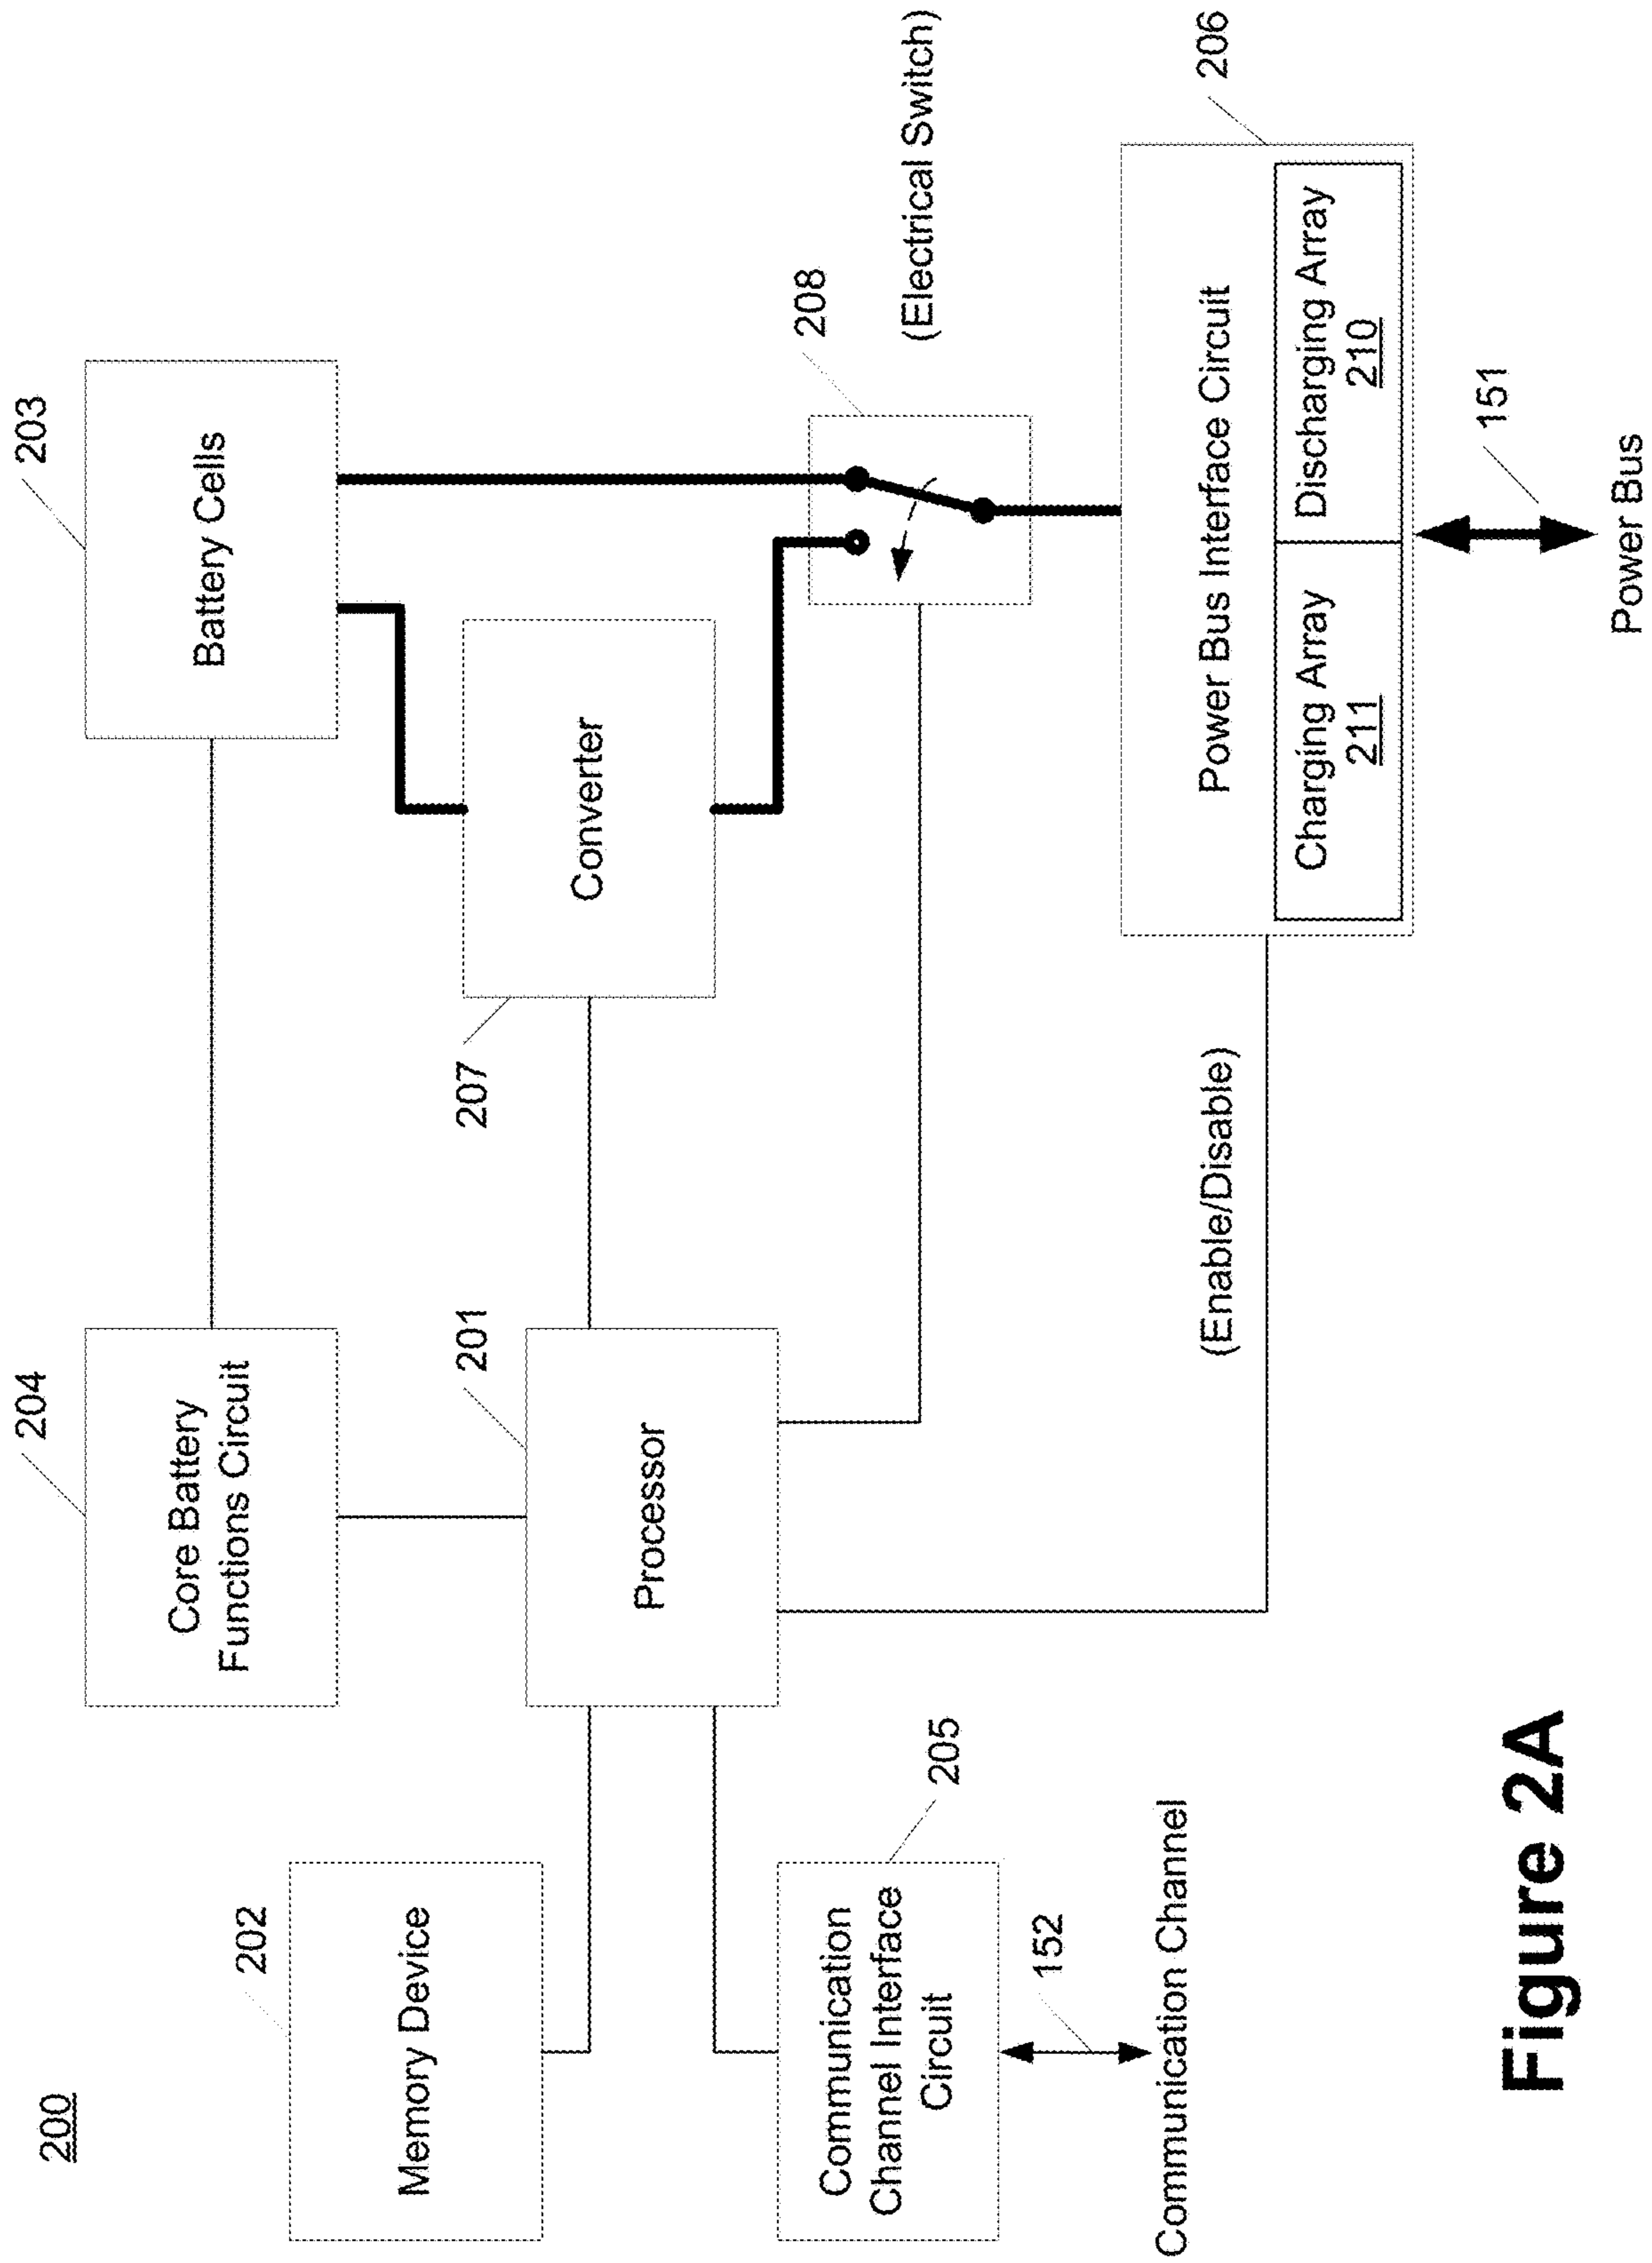 200
204
203
Core Battery
Functions Circuit
Battery Cells
202
Memory Device
201
Processor
207
Converter
208
(Electrical Switch)
205
Communication
Channel Interface
Circuit
152
Communication Channel
(Enable/Disable)
206
Power Bus Interface Circuit
Charging Array
211
Discharging Array
210
151
Power Bus
Figure 2A